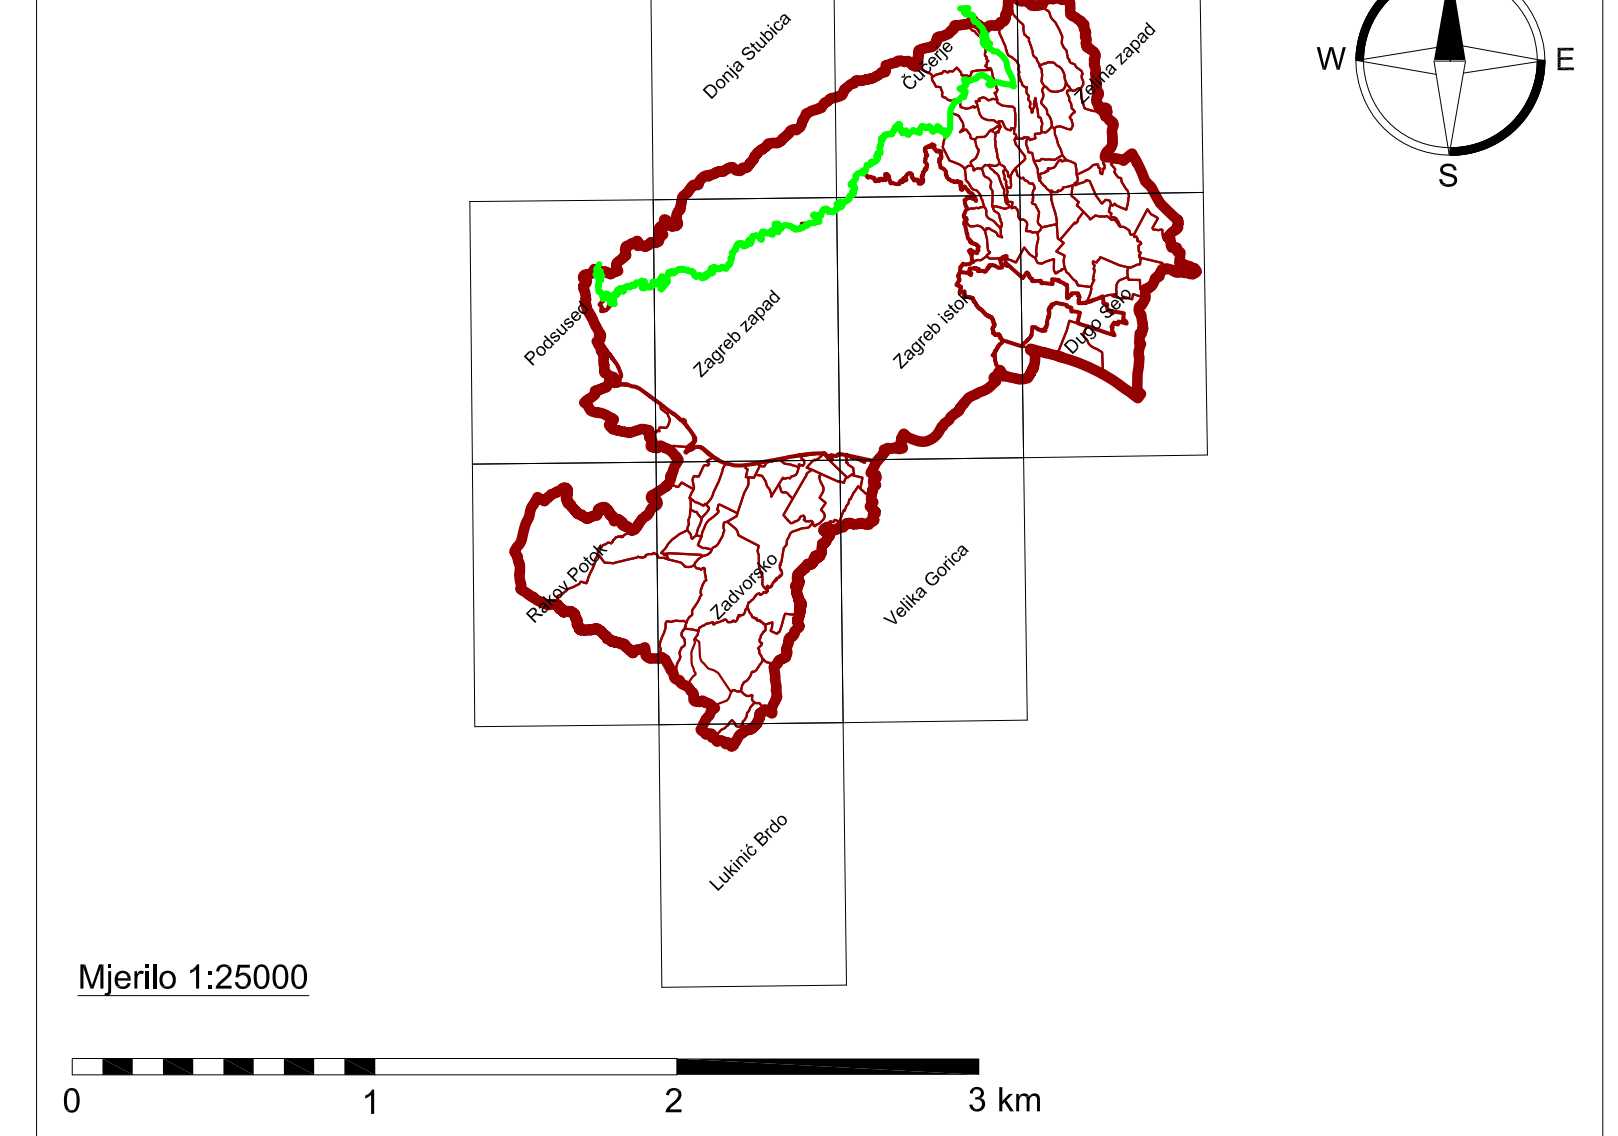 Donja Stubica
Čučerje
Zelina zapad
W
E
S
Podsused
Zagreb zapad
Zagreb istok
Dugo Selo
Rakov Potok
Zadvorsko
Velika Gorica
Lukinić Brdo
Mjerilo 1:25000
0 1 2 3 km